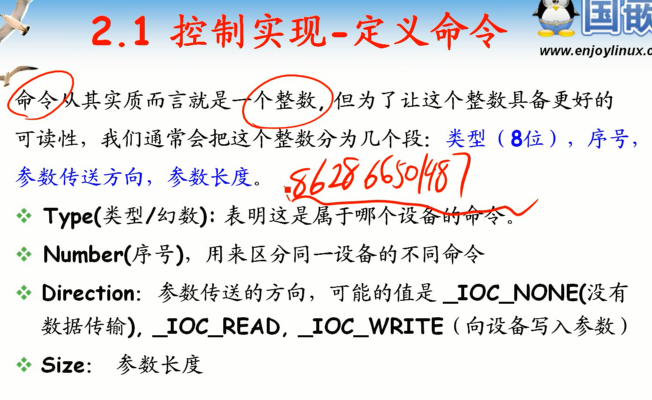 2.1 控制实现-定义命令
国嵌
www.enjoylinux.c
命令从其实质而言就是一个整数, 但为了让这个整数具备更好的
可读性，我们通常会把这个整数分为几个段：类型（8位），序号，
参数传送方向，参数长度。
862866501487
Type(类型/幻数): 表明这是属于哪个设备的命令。
Number(序号)，用来区分同一设备的不同命令
Direction: 参数传送的方向，可能的值是 _IOC_NONE(没有
数据传输), _IOC_READ, _IOC_WRITE（向设备写入参数）
Size: 参数长度